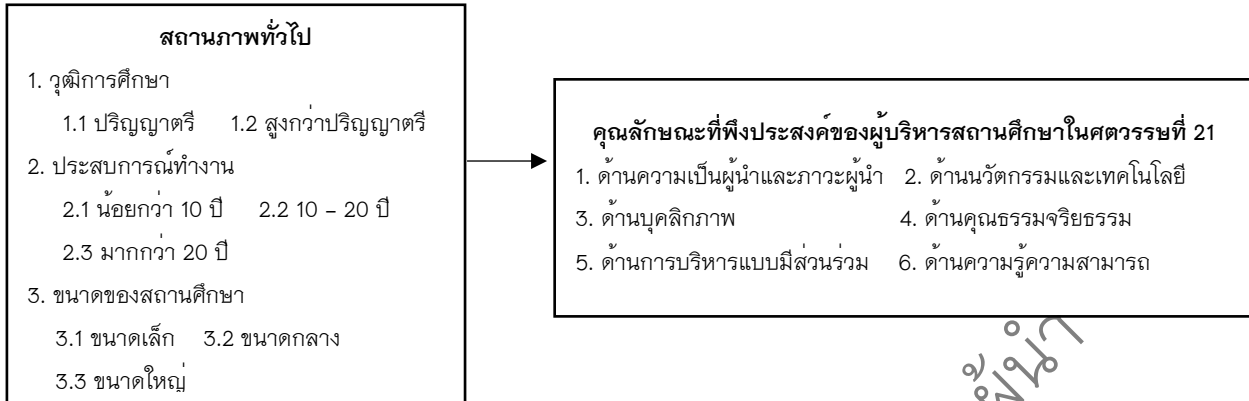 สถานภาพทั่วไป
1. วุฒิการศึกษา
1.1 ปริญญาตรี 1.2 สูงกว่าปริญญาตรี
2. ประสบการณ์ทำงาน
2.1 น้อยกว่า 10 ปี 2.2 10 – 20 ปี
2.3 มากกว่า 20 ปี
3. ขนาดของสถานศึกษา
3.1 ขนาดเล็ก 3.2 ขนาดกลาง
3.3 ขนาดใหญ่
คุณลักษณะที่พึงประสงค์ของผู้บริหารสถานศึกษาในศตวรรษที่ 21
1. ด้านความเป็นผู้นำและภาวะผู้นำ 2. ด้านนวัตกรรมและเทคโนโลยี
3. ด้านบุคลิกภาพ 4. ด้านคุณธรรมจริยธรรม
5. ด้านการบริหารแบบมีส่วนร่วม 6. ด้านความรู้ความสามารถ